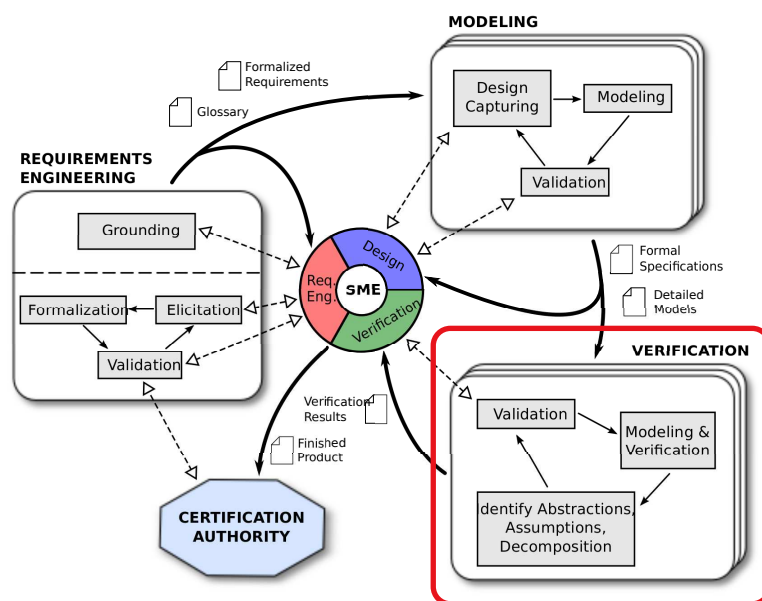 MODELING
Formalized
Requirements
Glossary
Design
Capturing
Modeling
Validation
REQUIREMENTS
ENGINEERING
Grounding
Formalization
Elicitation
Validation
Design
Req.
Eng.
SME
Verification
Formal
Specifications
Detailed
Models
VERIFICATION
Validation
Modeling &
Verification
dentify Abstractions,
Assumptions,
Decomposition
Verification
Results
Finished
Product
CERTIFICATION
AUTHORITY